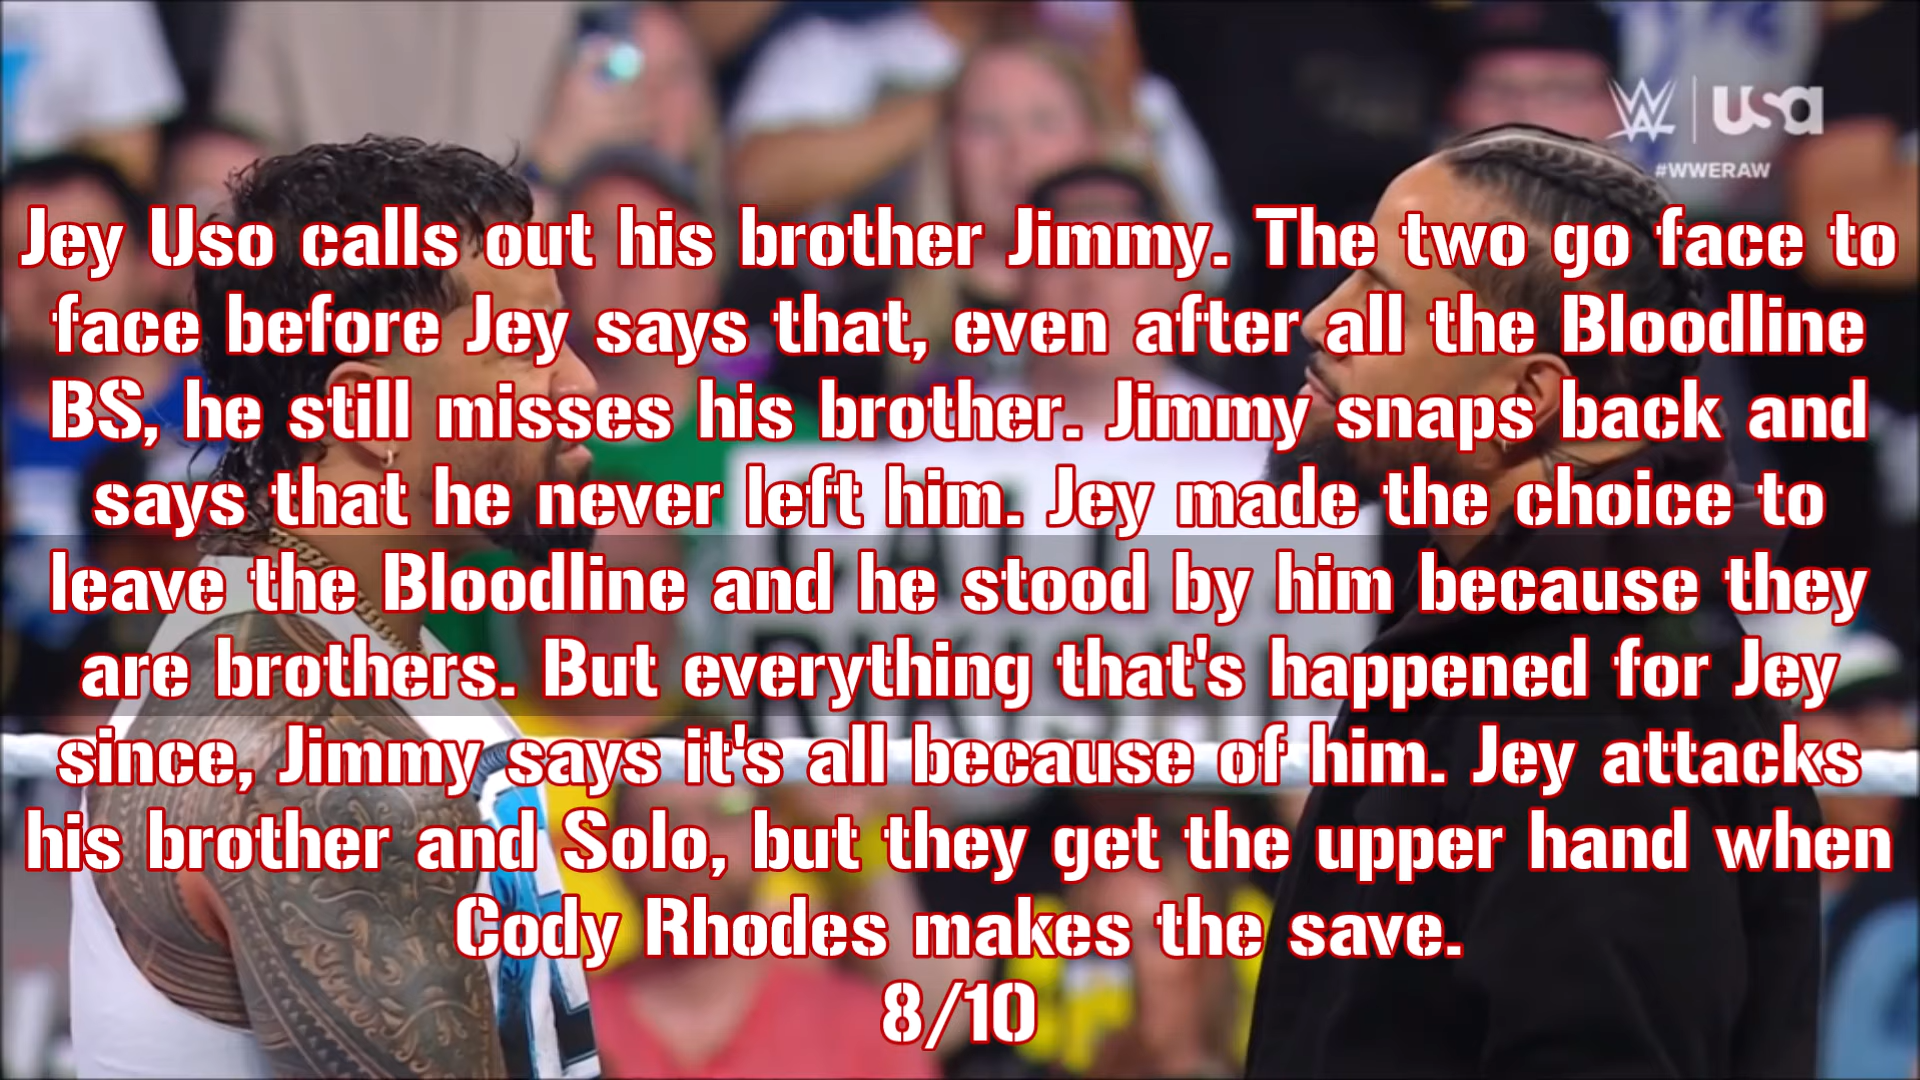 WWE | usa
#WWERAW
Jey Uso calls out his brother Jimmy. The two go face to
face before Jey says that, even after all the Bloodline
BS, he still misses his brother. Jimmy snaps back and
says that he never left him. Jey made the choice to
leave the Bloodline and he stood by him because they
are brothers. But everything that's happened for Jey
since, Jimmy says it's all because of him. Jey attacks
his brother and Solo, but they get the upper hand when
Cody Rhodes makes the save.
8/10